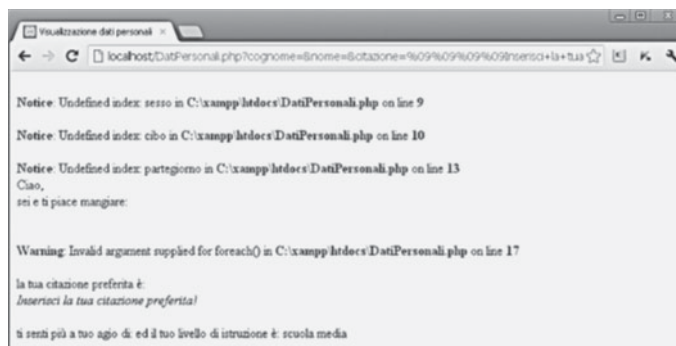 Visualizzazione dati personali
localhost/DatiPersonali.php?cognome=&nome=&citazione=%09%09%09%09Inserisci+la+tua
Notice: Undefined index: sesso in C:\xampp\htdocs\DatiPersonali.php on line 9
Notice: Undefined index: cibo in C:\xampp\htdocs\DatiPersonali.php on line 10
Notice: Undefined index: partegiorno in C:\xampp\htdocs\DatiPersonali.php on line 13
Ciao,
sei e ti piace mangiare:
Warning: Invalid argument supplied for foreach() in C:\xampp\htdocs\DatiPersonali.php on line 17
la tua citazione preferita è:
Inserisci la tua citazione preferita!
ti senti più a tuo agio di: ed il tuo livello di istruzione è: scuola media